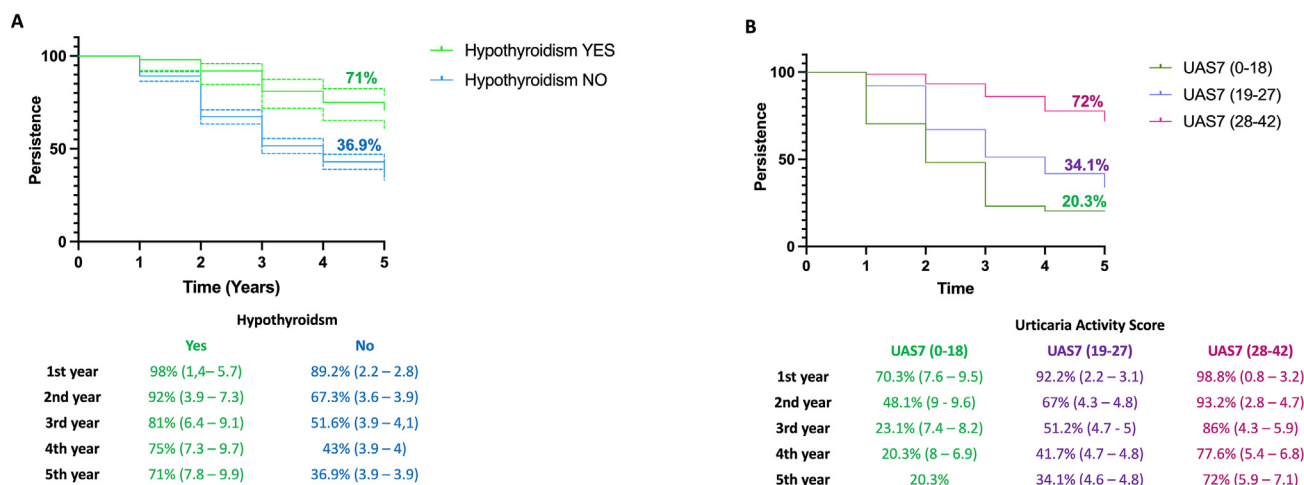 A
Hypothyroidism YES
Hypothyroidism NO
100
50
0
Persistence
71%
36.9%
0 1 2 3 4 5
Time (Years)
Hypothyroidsm
Yes No
1st year 98% (1,4– 5.7) 89.2% (2.2 – 2.8)
2nd year 92% (3.9 – 7.3) 67.3% (3.6 – 3.9)
3rd year 81% (6.4 – 9.1) 51.6% (3.9 – 4,1)
4th year 75% (7.3 – 9.7) 43% (3.9 – 4)
5th year 71% (7.8 – 9.9) 36.9% (3.9 – 3.9)
B
UAS7 (0-18)
UAS7 (19-27)
UAS7 (28-42)
100
50
0
Persistence
72%
34.1%
20.3%
0 1 2 3 4 5
Time
Urticaria Activity Score
UAS7 (0-18) UAS7 (19-27) UAS7 (28-42)
1st year 70.3% (7.6 – 9.5) 92.2% (2.2 – 3.1) 98.8% (0.8 – 3.2)
2nd year 48.1% (9 - 9.6) 67% (4.3 – 4.8) 93.2% (2.8 – 4.7)
3rd year 23.1% (7.4 – 8.2) 51.2% (4.7 - 5) 86% (4.3 – 5.9)
4th year 20.3% (8 – 6.9) 41.7% (4.7 – 4.8) 77.6% (5.4 – 6.8)
5th year 20.3% 34.1% (4.6 – 4.8) 72% (5.9 – 7.1)